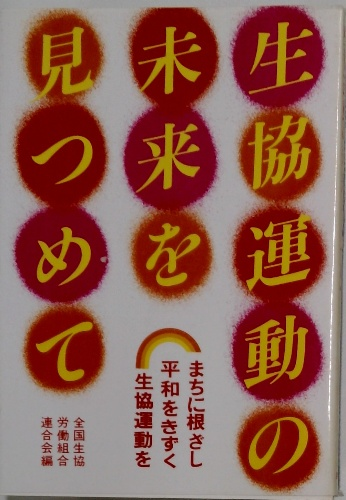 生協運動の
未来を
見つめて
まちに根ざし
平和をきずく
生協運動を
全国生協
労働組合
連合会編